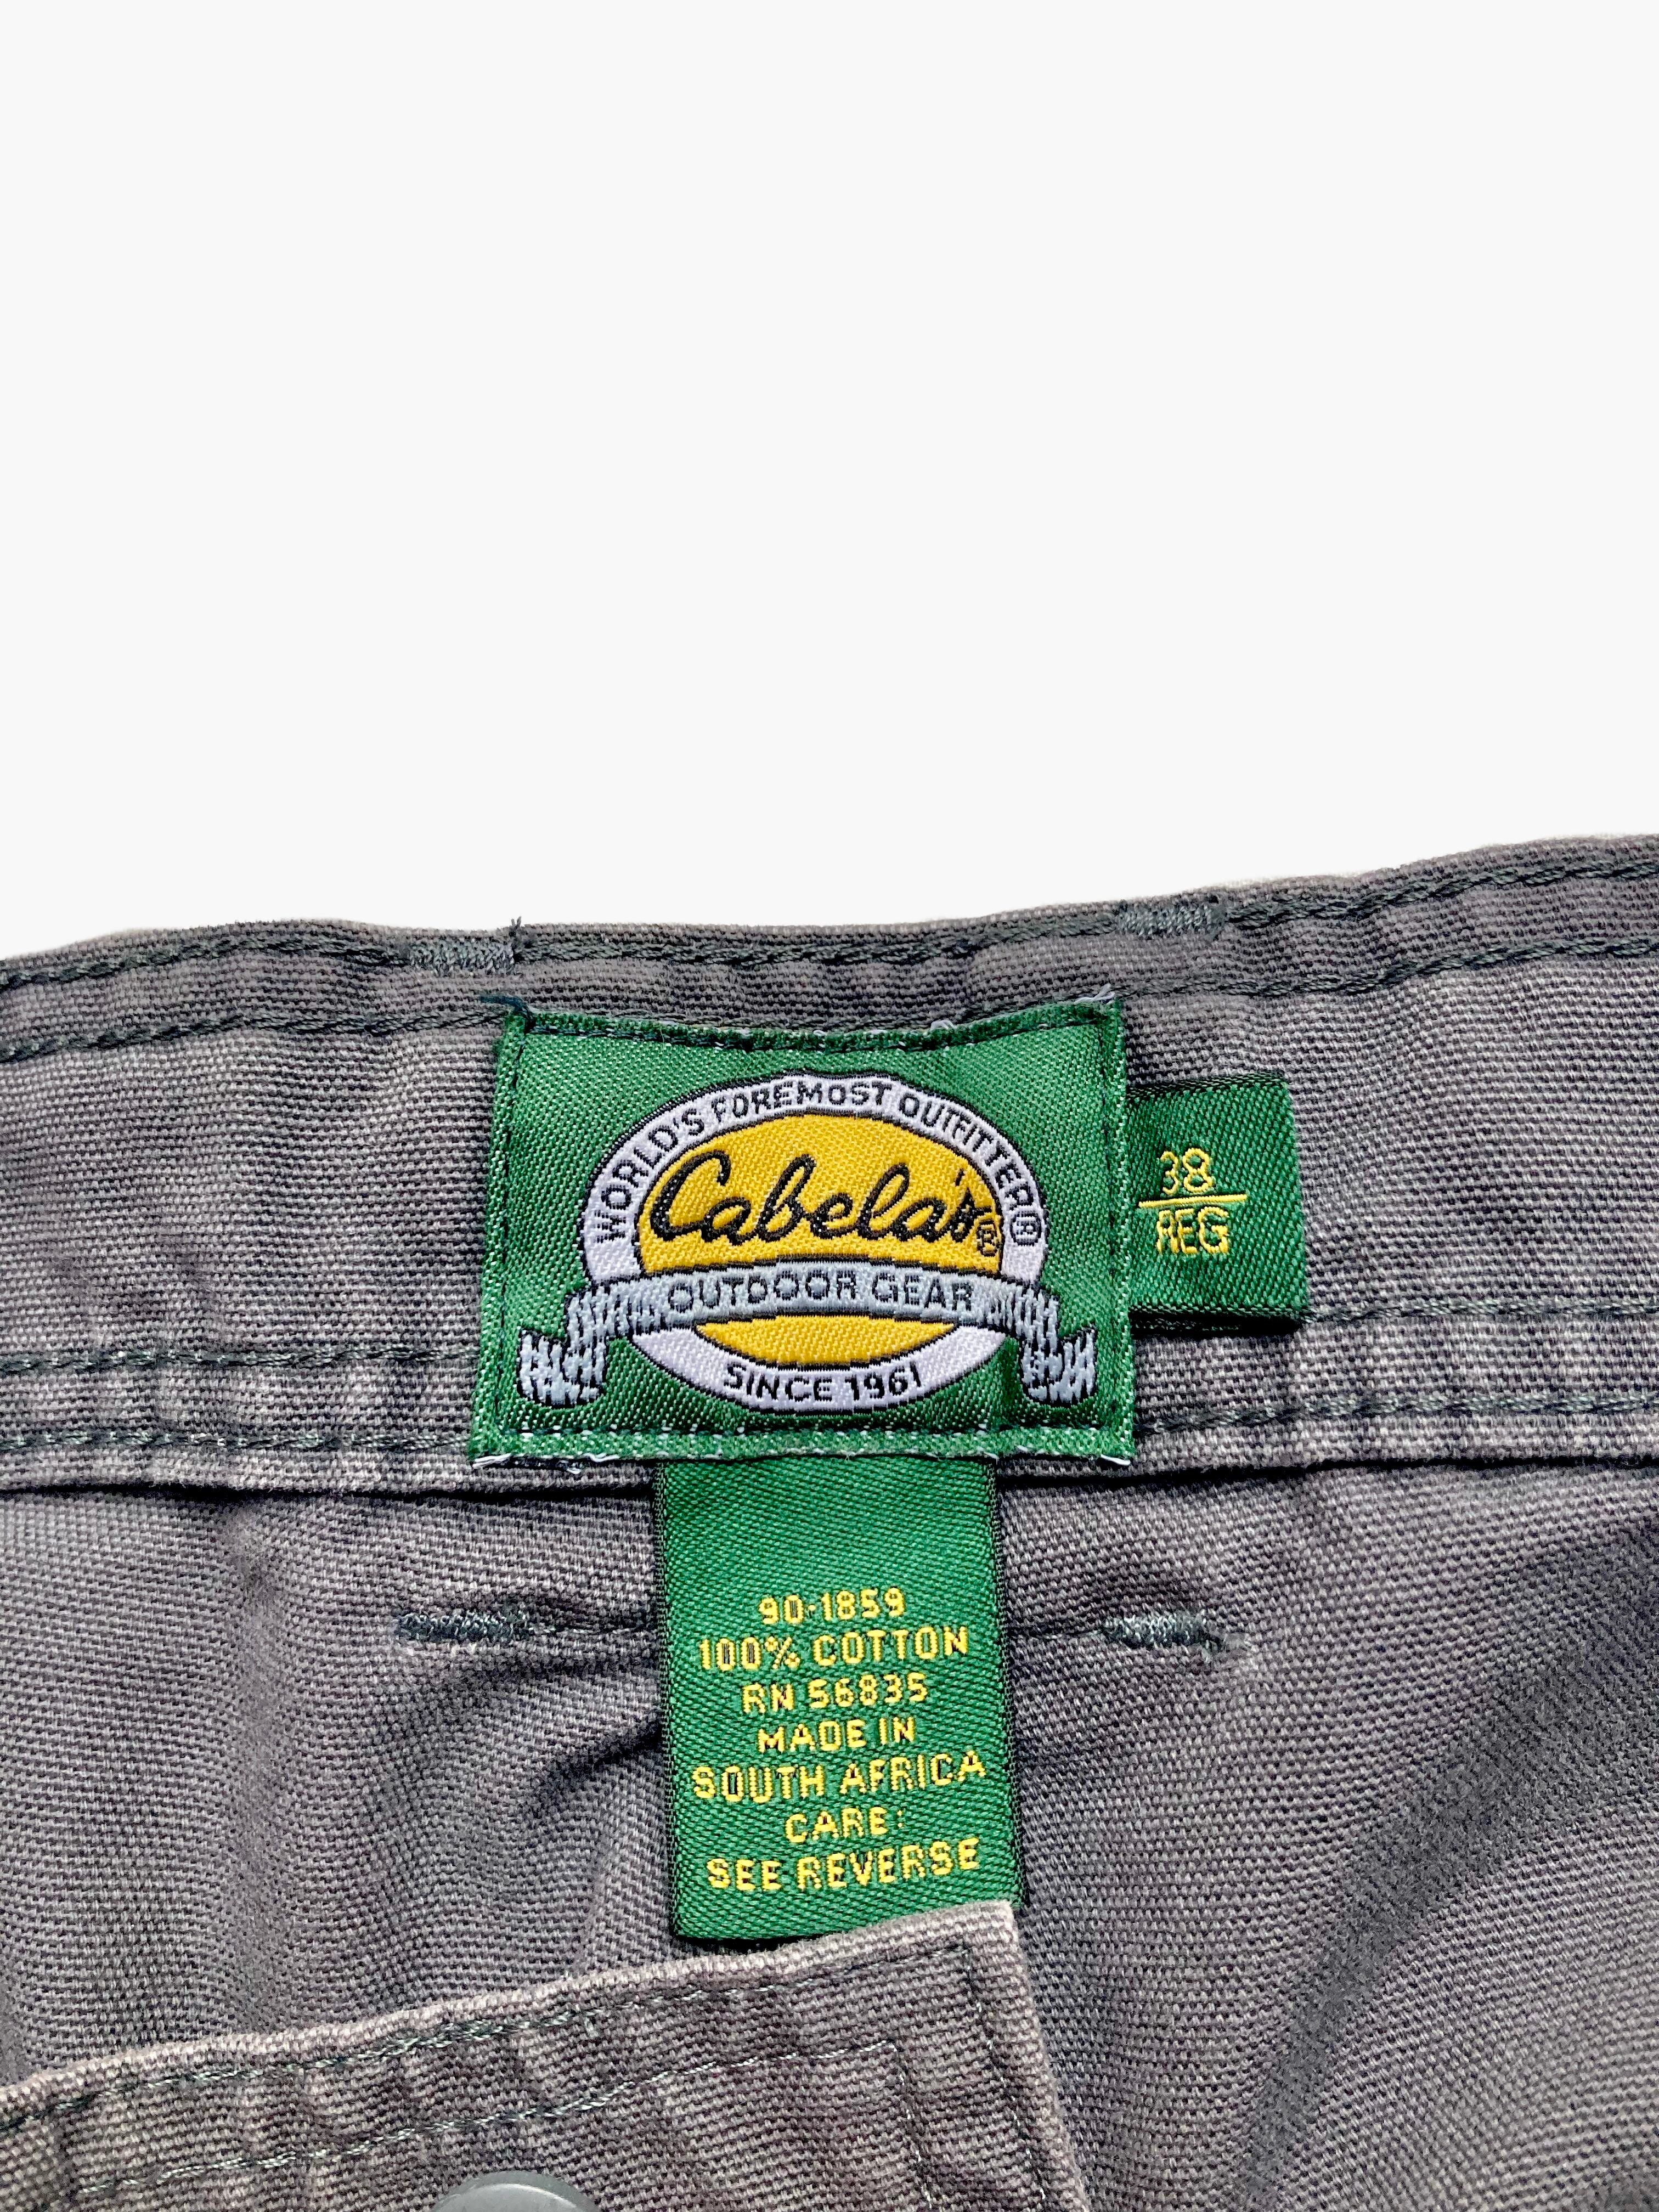 WORLD'S FOREMOST OUTFITTER®
Cabela's®
OUTDOOR GEAR
SINCE 1961
38
REG
90-1859
100% COTTON
RN 56835
MADE IN
SOUTH AFRICA
CARE:
SEE REVERSE